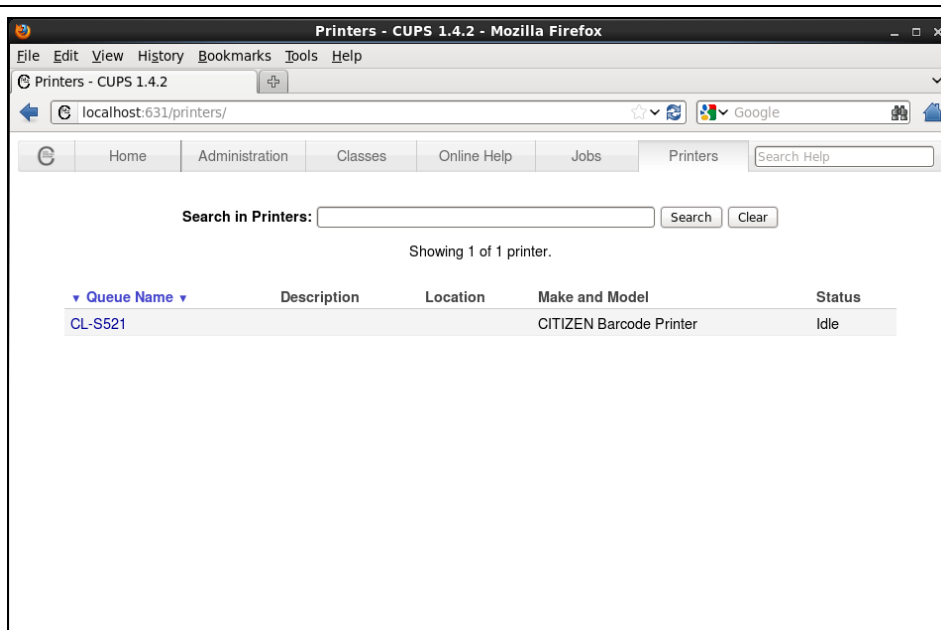 Printers - CUPS 1.4.2 - Mozilla Firefox
File Edit View History Bookmarks Tools Help
Printers - CUPS 1.4.2
localhost:631/printers/ Google
Home Administration Classes Online Help Jobs Printers Search Help
Search in Printers: Search Clear
Showing 1 of 1 printer.
▼ Queue Name ▼ Description Location Make and Model Status
CL-S521 CITIZEN Barcode Printer Idle